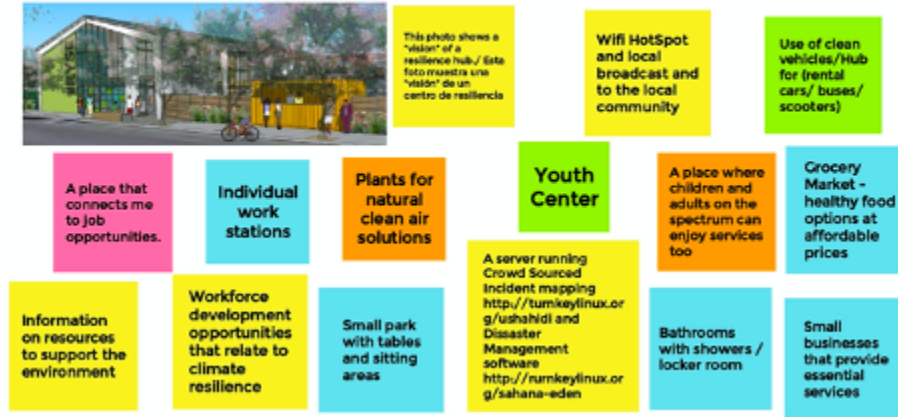 This photo shows a
"vision" of a
resilience hub./ Esta
foto muestra una
"visión" de un
centro de resiliencia
Wifi HotSpot
and local
broadcast and
to the local
community
Use of clean
vehicles/Hub
for (rental
cars/ buses/
scooters)
A place that
connects me
to job
opportunities.
Individual
work
stations
Plants for
natural
clean air
solutions
Youth
Center
A place where
children and
adults on the
spectrum can
enjoy services
too
Grocery
Market -
healthy food
options at
affordable
prices
Information
on resources
to support the
environment
Workforce
development
opportunities
that relate to
climate
resilience
Small park
with tables
and sitting
areas
A server running
Crowd Sourced
Incident mapping
http://turnkeylinux.or
g/ushahidi and
Dissaster
Management
software
http://rurnkeylinux.or
g/sahana-eden
Bathrooms
with showers /
locker room
Small
businesses
that provide
essential
services